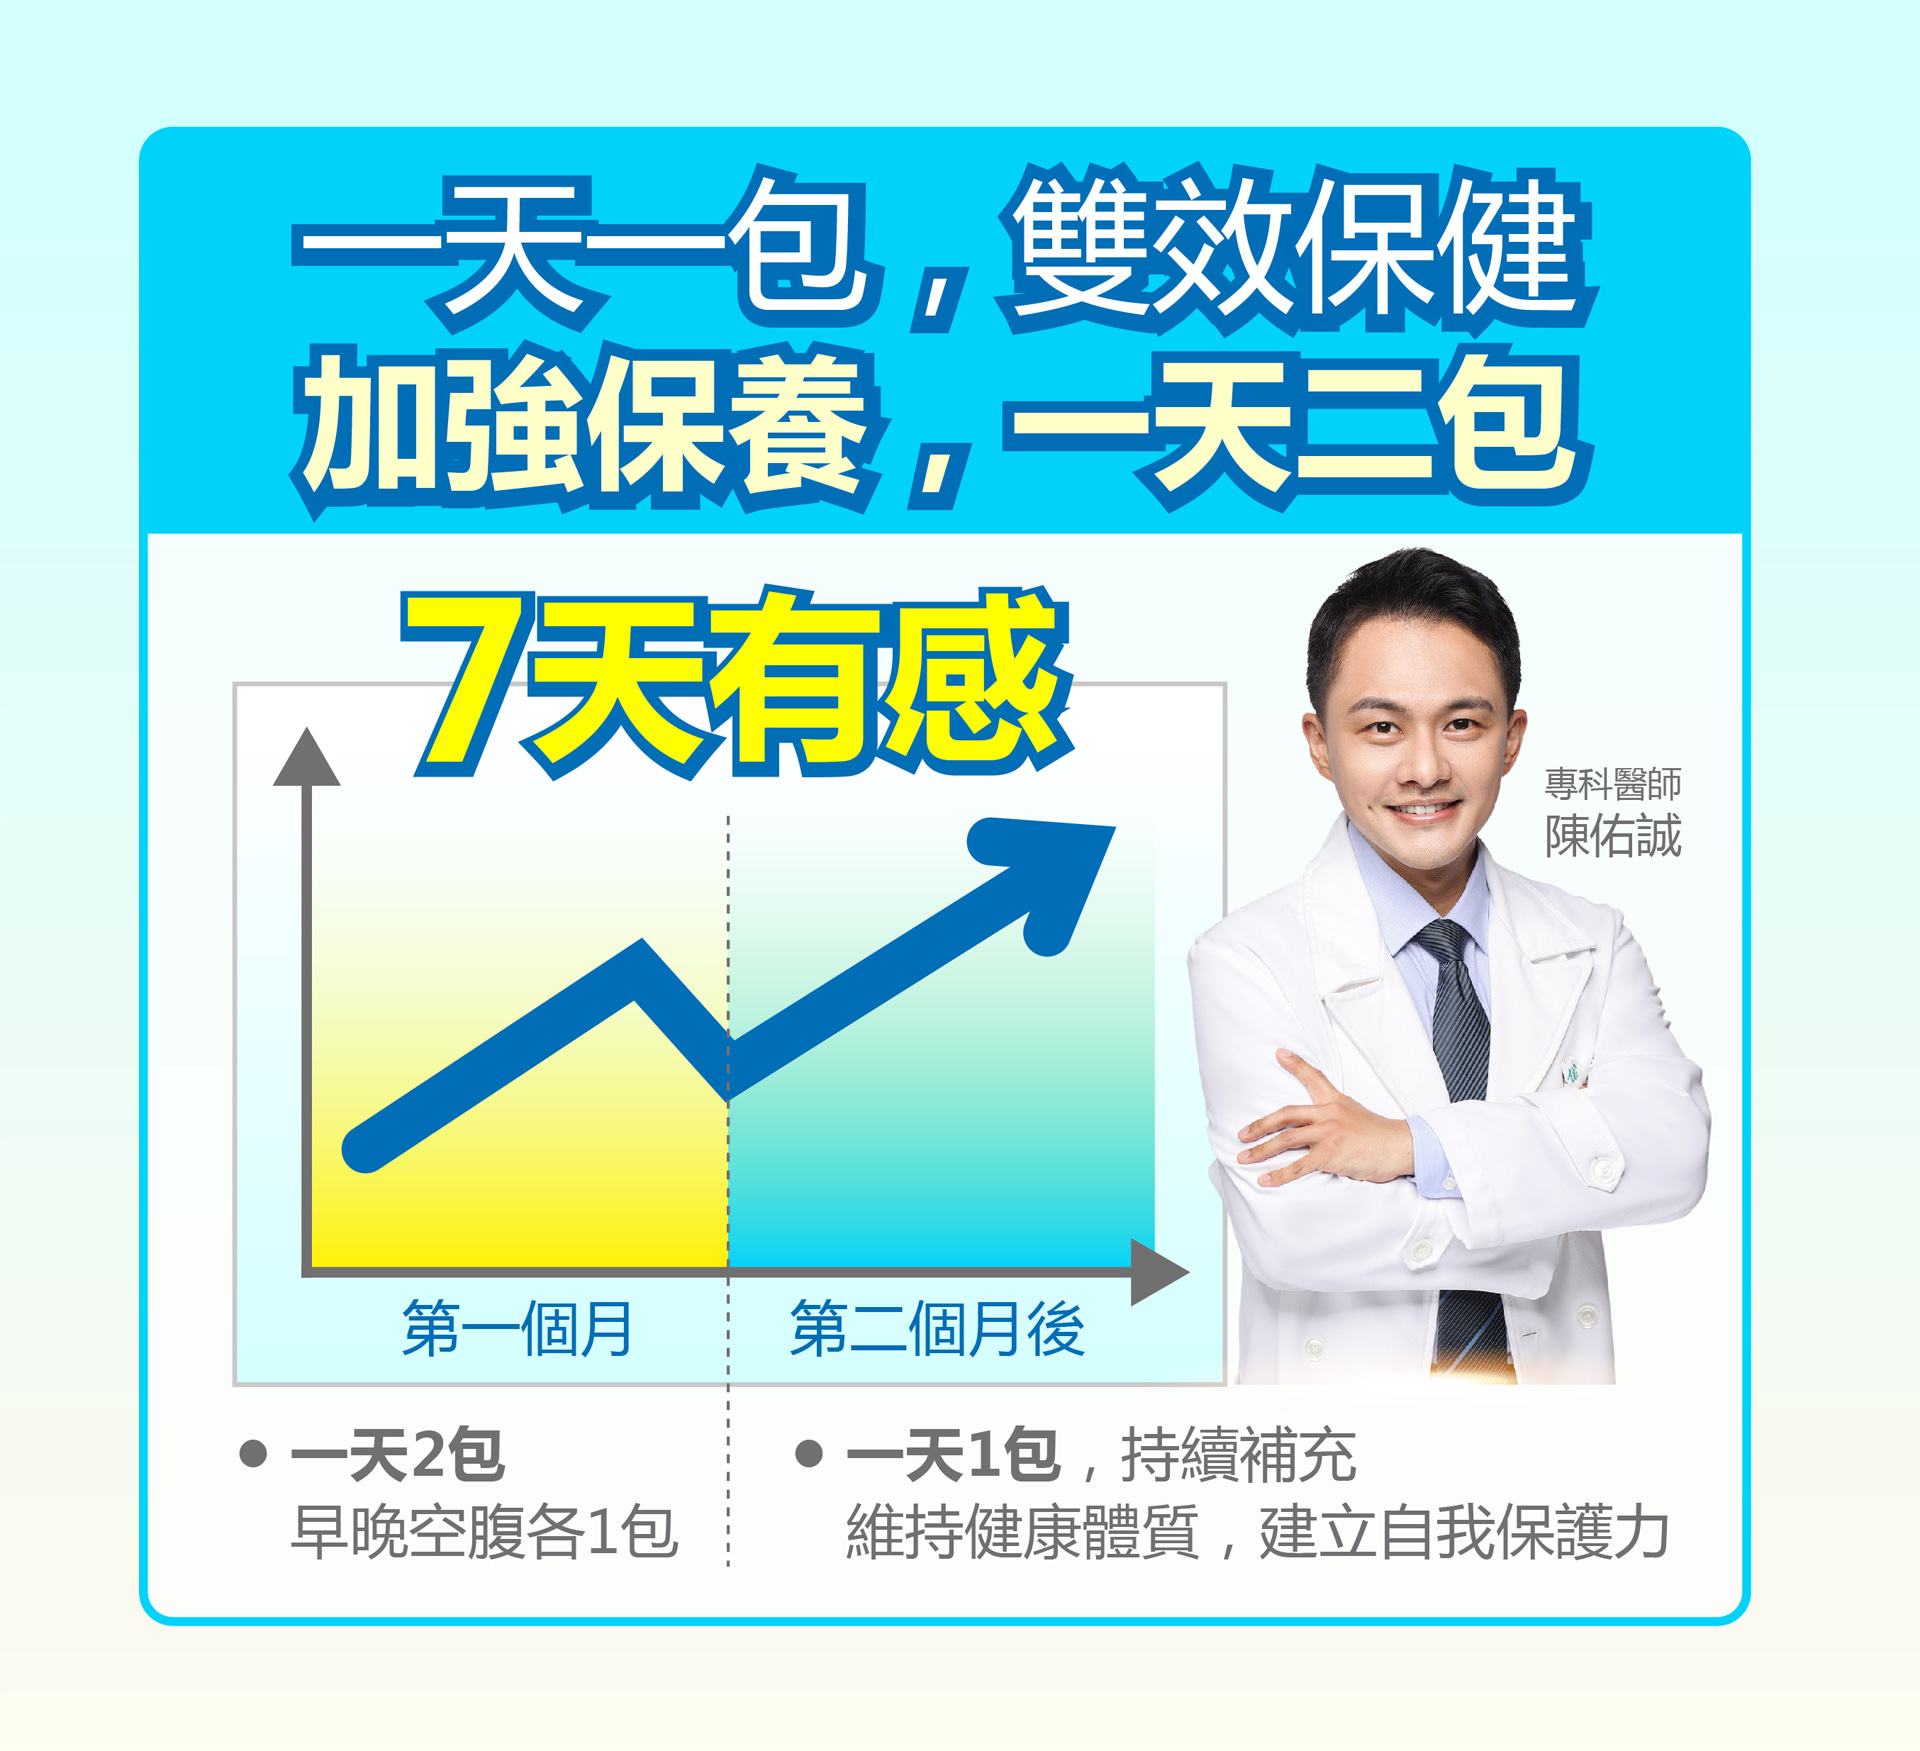 一天一包，雙效保健
加強保養，一天二包
7天有感
專科醫師
陳佑誠
第一個月
第二個月後
• 一天2包
早晚空腹各1包
• 一天1包，持續補充
維持健康體質，建立自我保護力